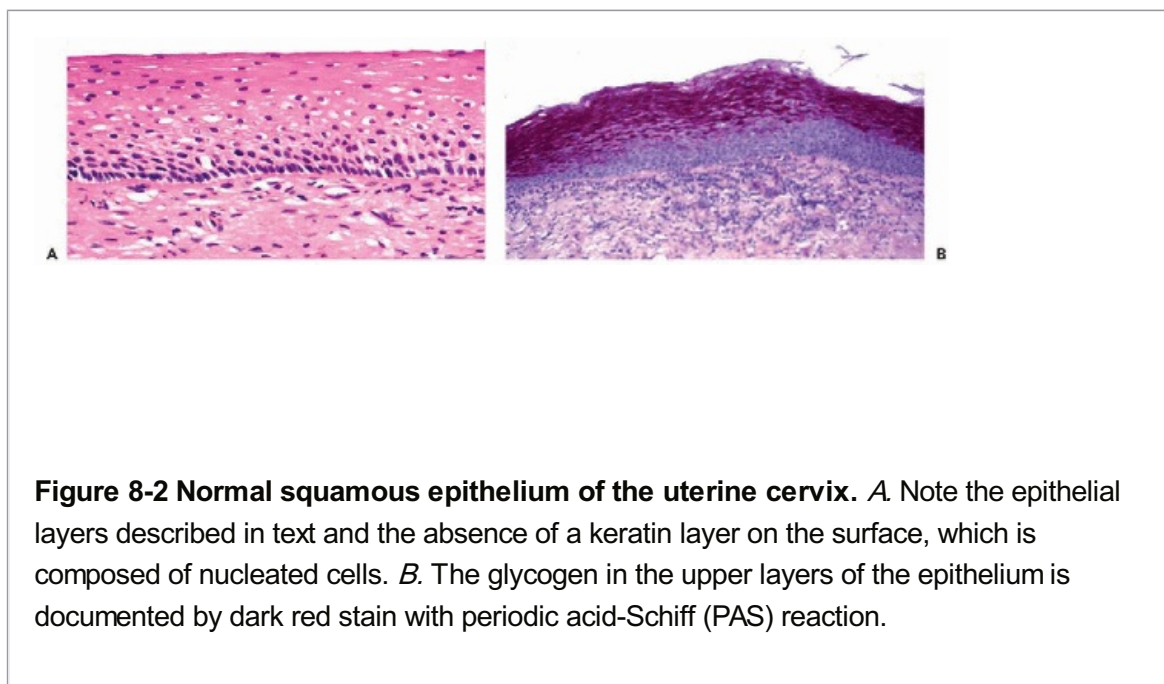 A
B
Figure 8-2 Normal squamous epithelium of the uterine cervix. A. Note the epithelial
layers described in text and the absence of a keratin layer on the surface, which is
composed of nucleated cells. B. The glycogen in the upper layers of the epithelium is
documented by dark red stain with periodic acid-Schiff (PAS) reaction.